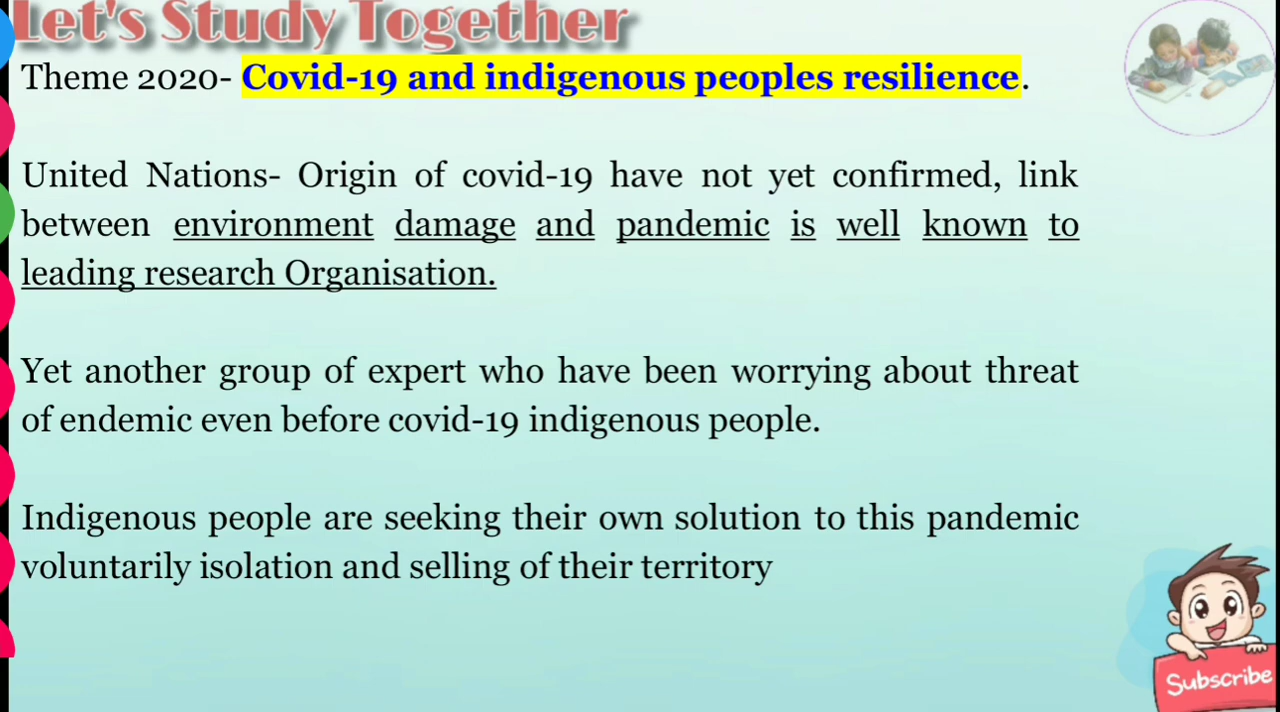 Let's Study Together
Theme 2020- Covid-19 and indigenous peoples resilience.
United Nations- Origin of covid-19 have not yet confirmed, link
between environment damage and pandemic is well known to
leading research Organisation.
Yet another group of expert who have been worrying about threat
of endemic even before covid-19 indigenous people.
Indigenous people are seeking their own solution to this pandemic
voluntarily isolation and selling of their territory
Subscribe